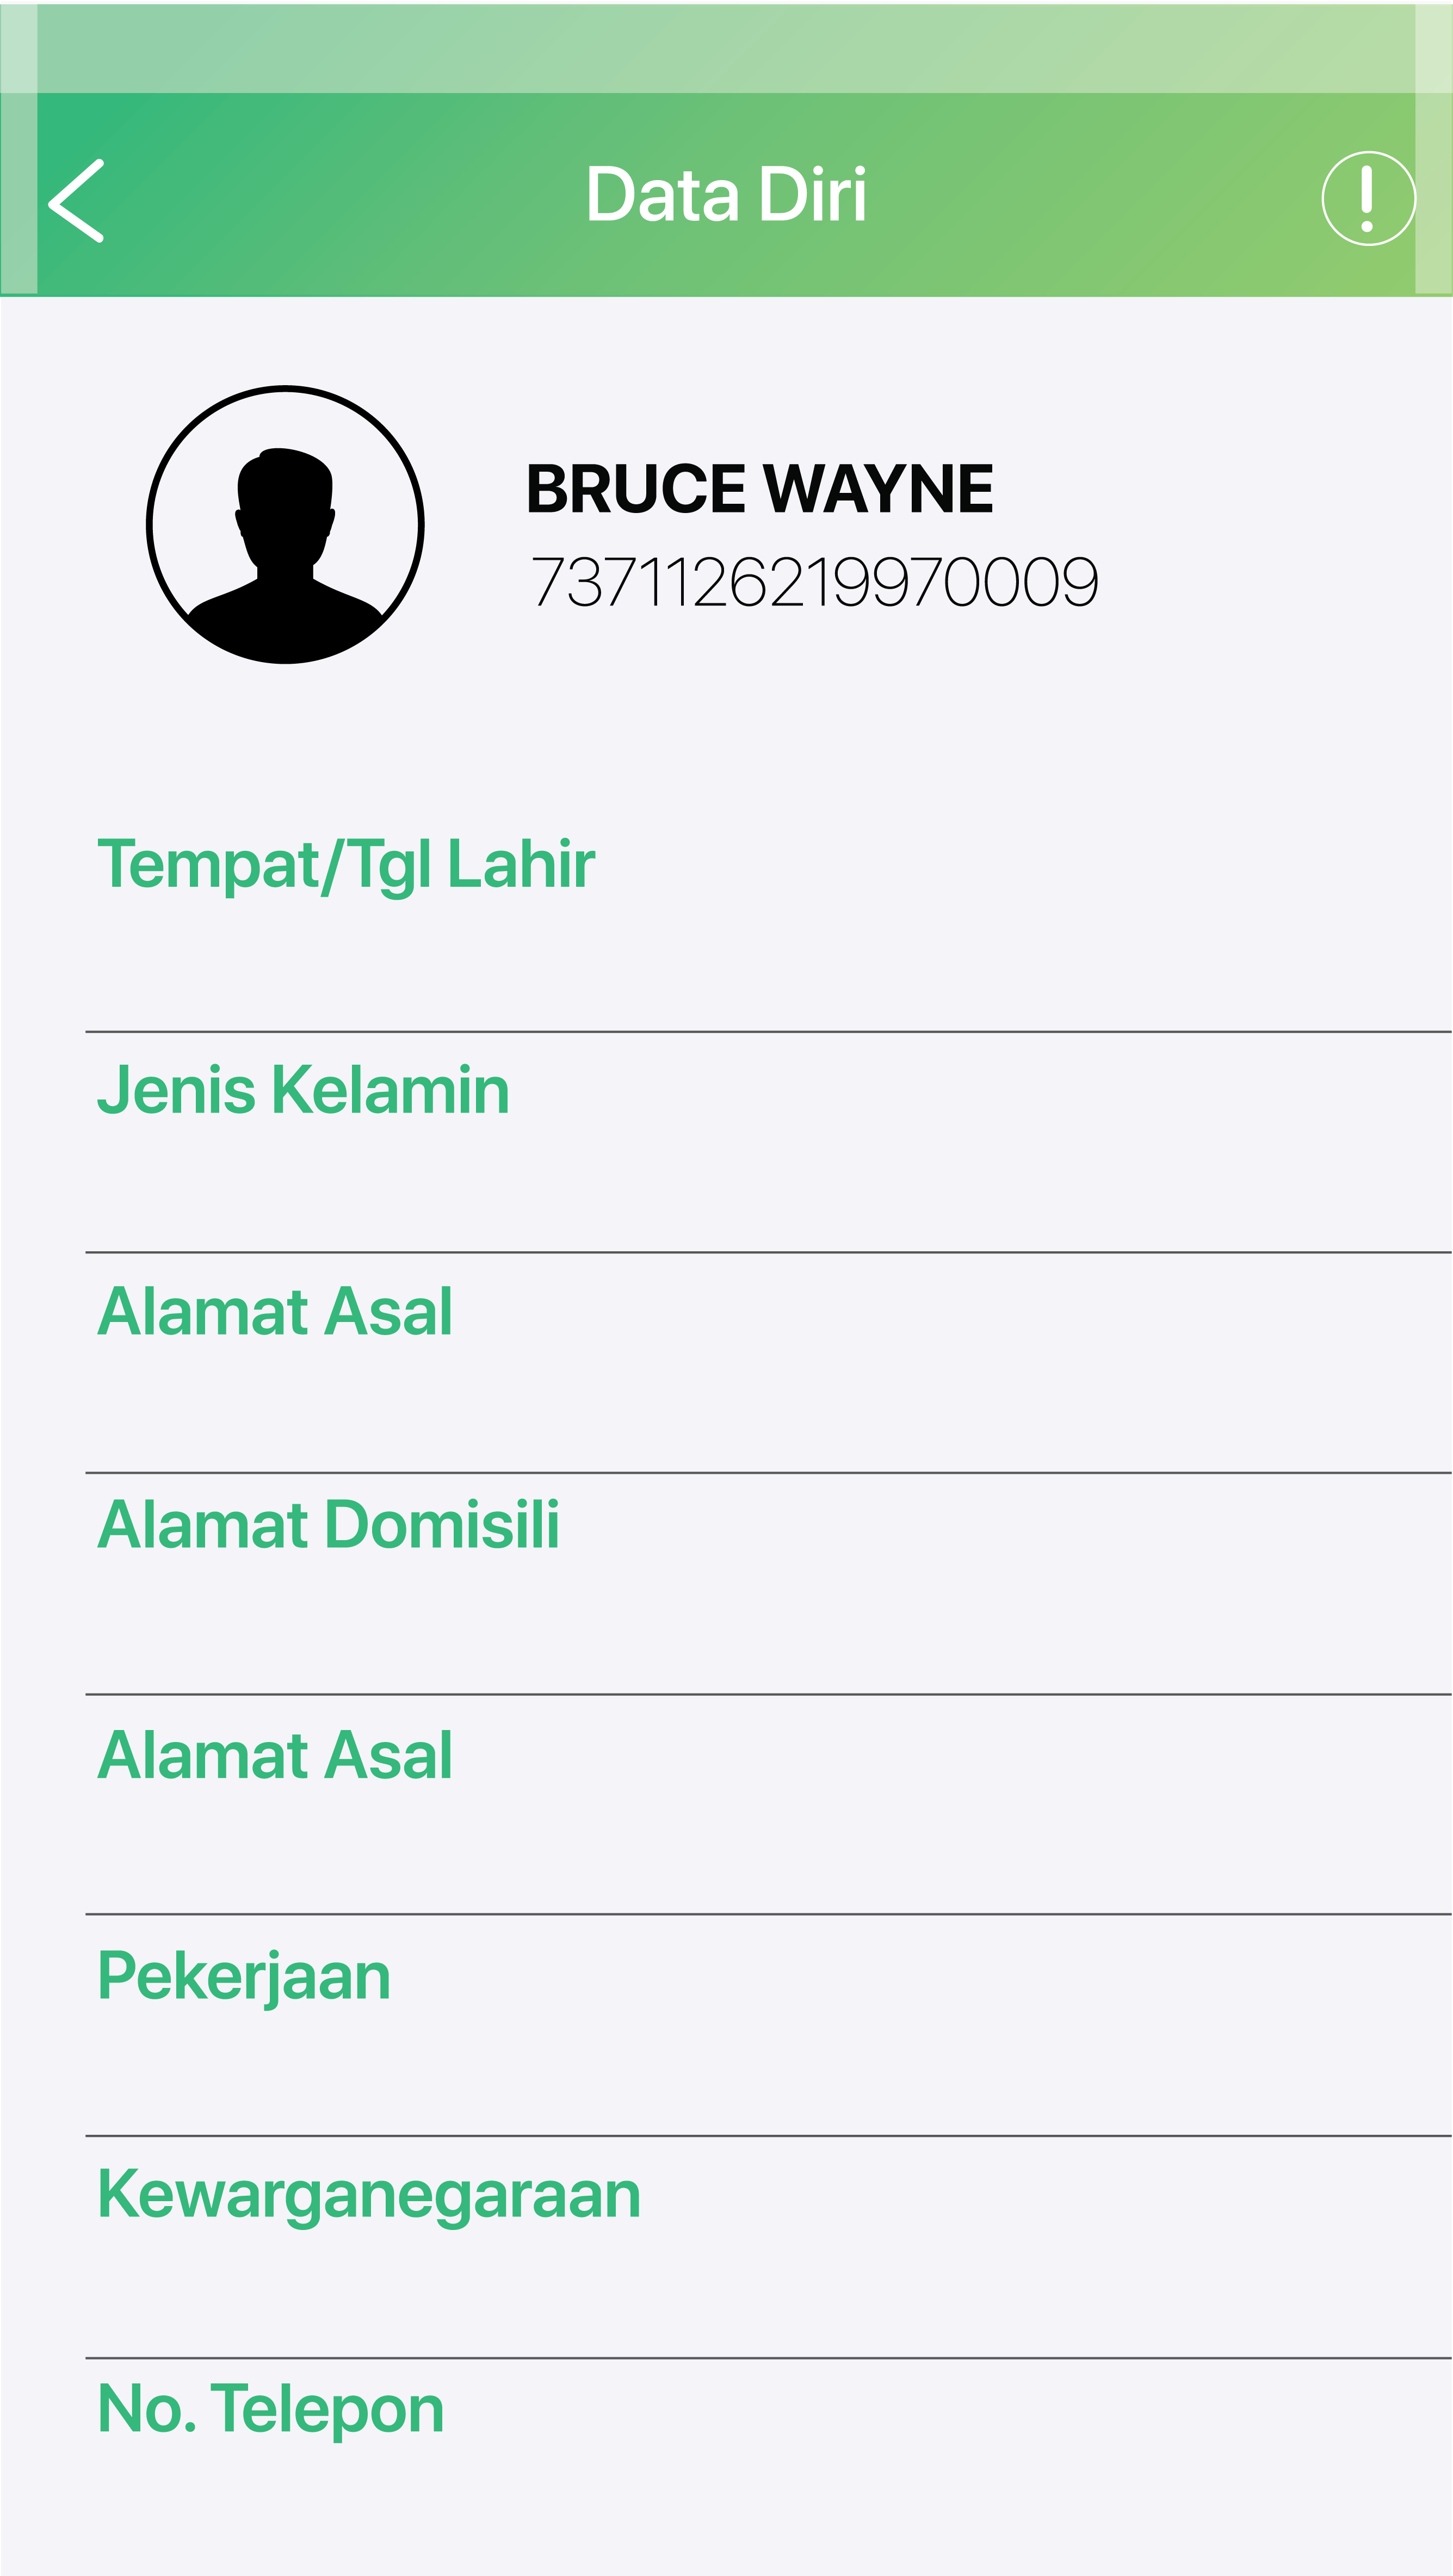 Data Diri
BRUCE WAYNE
7371126219970009
Tempat/Tgl Lahir
Jenis Kelamin
Alamat Asal
Alamat Domisili
Alamat Asal
Pekerjaan
Kewarganegaraan
No. Telepon